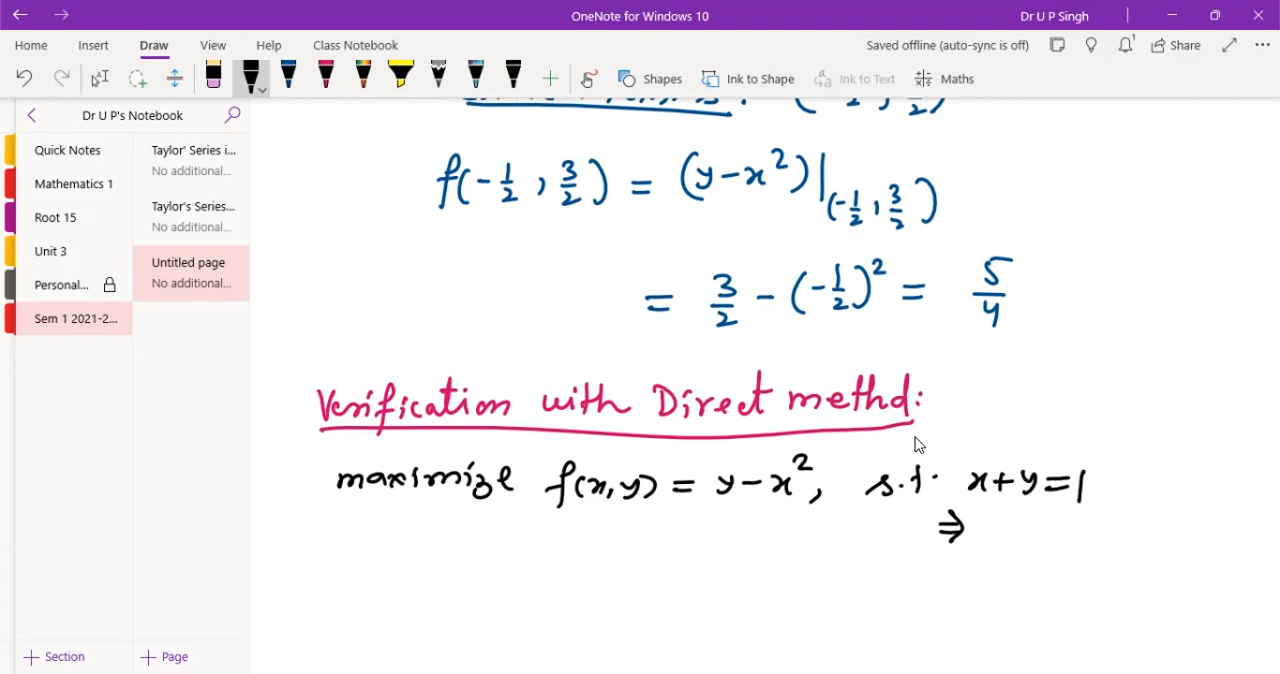 OneNote for Windows 10 Dr U P Singh
Home Insert Draw View Help Class Notebook Saved offline (auto-sync is off) 1 Share
Shapes Ink to Shape Ink to Text Maths
Dr U P's Notebook
Quick Notes
Mathematics 1
Root 15
Unit 3
Personal...
Sem 1 2021-2...
Taylor' Series i...
No additional...
Taylor's Series...
No additional...
Untitled page
No additional...
f(-1/2, 3/2) = (y-x²)|(-1/2, 3/2)
= 3/2 - (-1/2)² = 5/4
Verification with Direct methd:
maximize f(x,y) = y-x², s.t. x+y=1
⇒
+ Section + Page